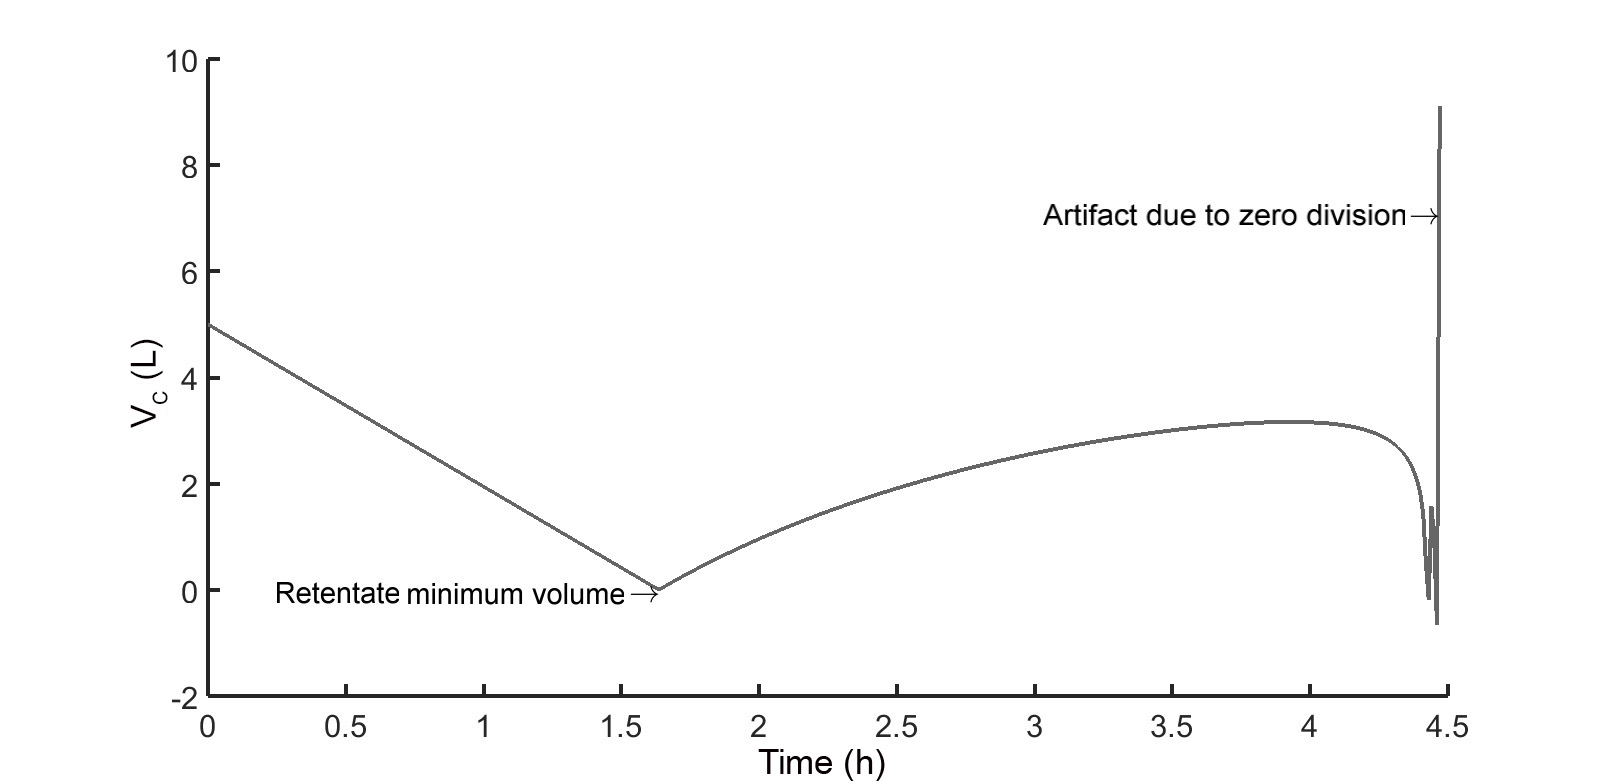 10
8
6
4
2
0
-2
V_C (L)
Artifact due to zero division→
Retentate minimum volume→
0 0.5 1 1.5 2 2.5 3 3.5 4 4.5
Time (h)